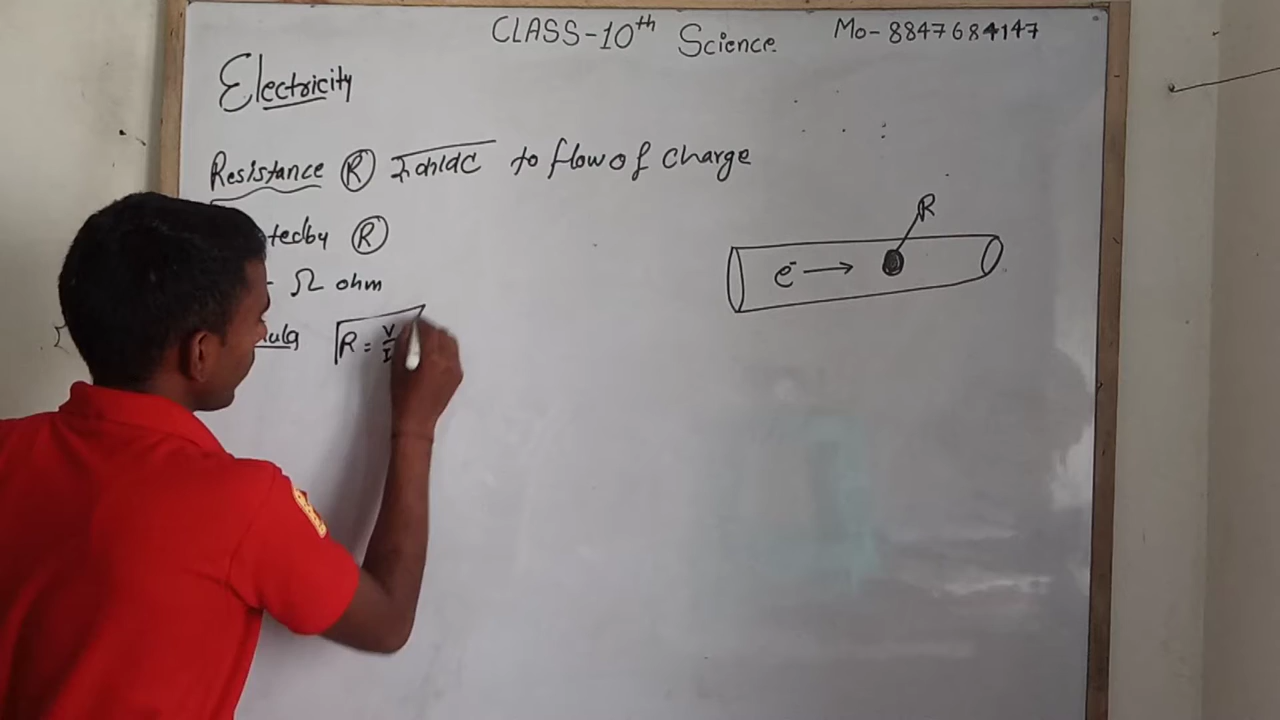 CLASS-10th Science
Mo-8847684147
Electricity
Resistance (R) रुकावट to flow of Charge
tedby (R)
- Ω ohm
R = V/I
R
e⁻ →